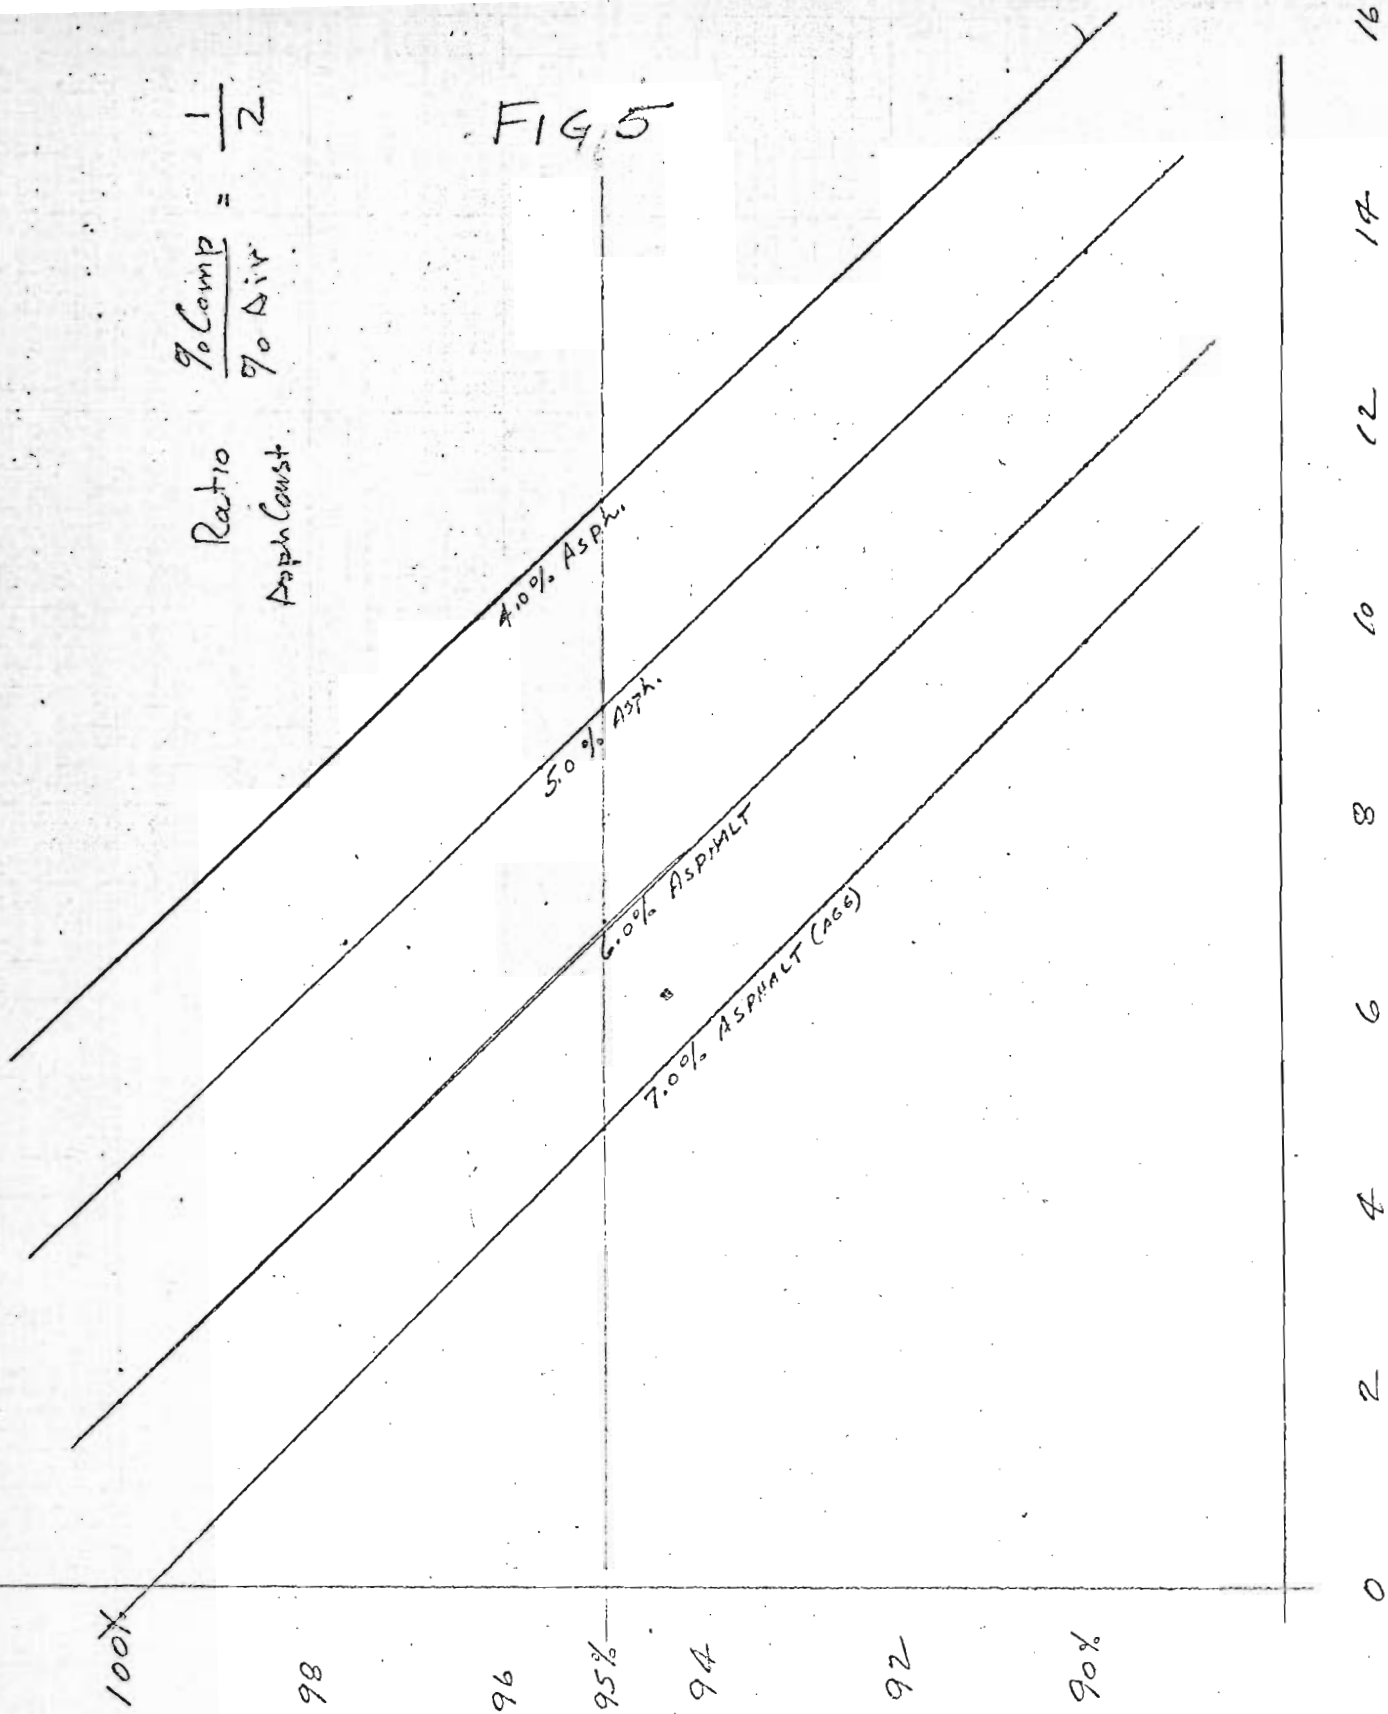 FIG. 5
Ratio % Comp / % Air = 1/2
Asph Const.
4.0% Asph.
5.0% Asph.
6.0% ASPHALT
7.0% ASPHALT (AGG)
100%
98
96
95%
94
92
90%
0 2 4 6 8 10 12 14 16